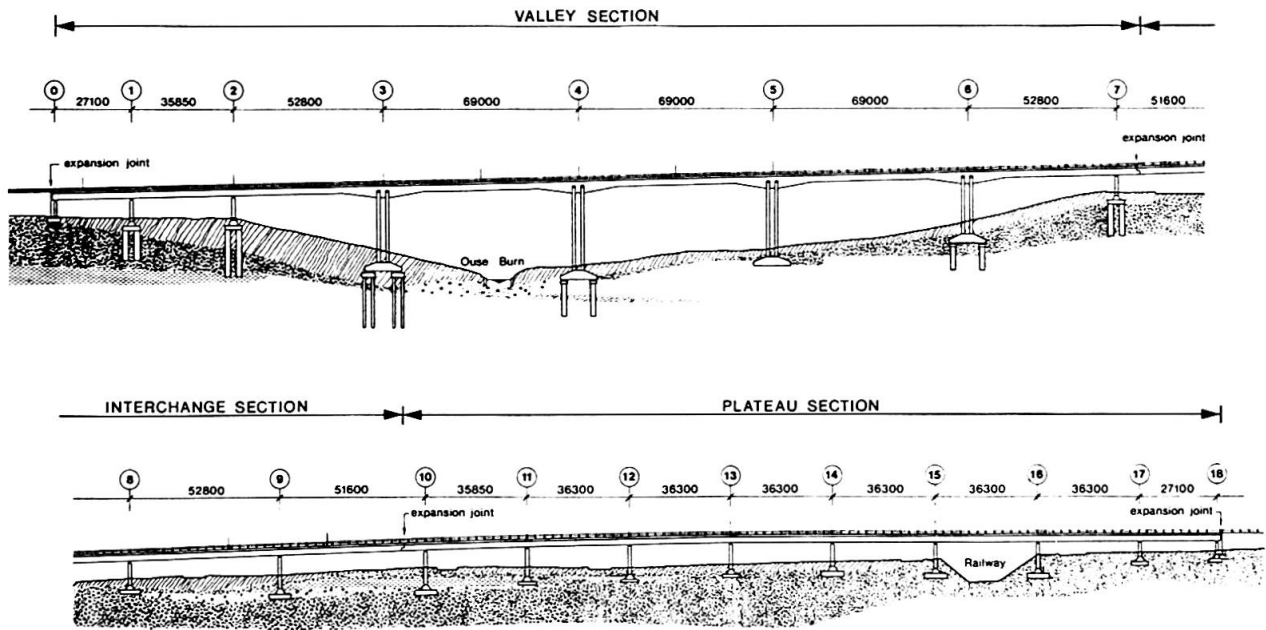 VALLEY SECTION
0 1 2 3 4 5 6 7
27100 35850 52800 69000 69000 69000 52800 51600
expansion joint expansion joint
Ouse Burn
INTERCHANGE SECTION PLATEAU SECTION
8 9 10 11 12 13 14 15 16 17 18
52800 51600 35850 36300 36300 36300 36300 36300 36300 27100
expansion joint expansion joint
Railway